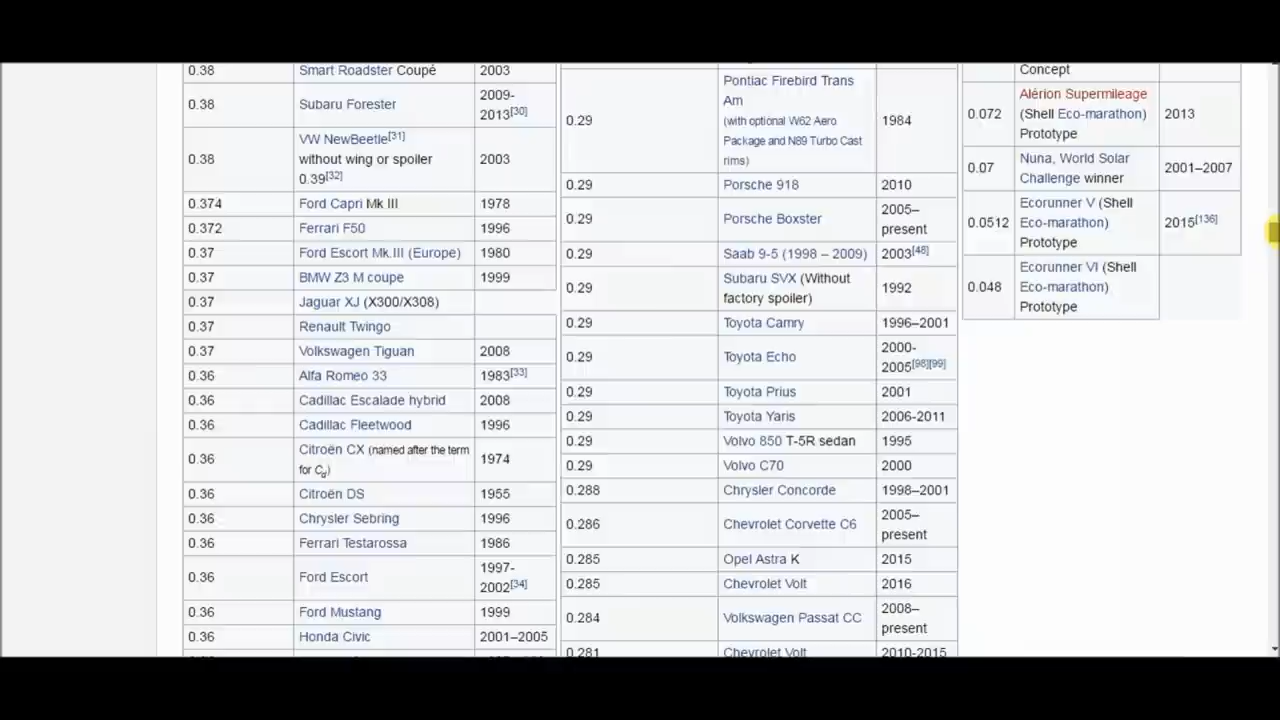 0.38 Smart Roadster Coupé 2003
0.38 Subaru Forester 2009-
2013[30]
0.38 VW NewBeetle[31]
without wing or spoiler
0.39[32] 2003
0.374 Ford Capri Mk III 1978
0.372 Ferrari F50 1996
0.37 Ford Escort Mk.III (Europe) 1980
0.37 BMW Z3 M coupe 1999
0.37 Jaguar XJ (X300/X308)
0.37 Renault Twingo
0.37 Volkswagen Tiguan 2008
0.36 Alfa Romeo 33 1983[33]
0.36 Cadillac Escalade hybrid 2008
0.36 Cadillac Fleetwood 1996
0.36 Citroën CX (named after the term
for Cd) 1974
0.36 Citroën DS 1955
0.36 Chrysler Sebring 1996
0.36 Ferrari Testarossa 1986
0.36 Ford Escort 1997-
2002[34]
0.36 Ford Mustang 1999
0.36 Honda Civic 2001–2005
0.29 Pontiac Firebird Trans
Am
(with optional W62 Aero
Package and N89 Turbo Cast
rims) 1984
0.29 Porsche 918 2010
0.29 Porsche Boxster 2005–
present
0.29 Saab 9-5 (1998 – 2009) 2003[48]
0.29 Subaru SVX (Without
factory spoiler) 1992
0.29 Toyota Camry 1996–2001
0.29 Toyota Echo 2000-
2005[98][99]
0.29 Toyota Prius 2001
0.29 Toyota Yaris 2006-2011
0.29 Volvo 850 T-5R sedan 1995
0.29 Volvo C70 2000
0.288 Chrysler Concorde 1998–2001
0.286 Chevrolet Corvette C6 2005–
present
0.285 Opel Astra K 2015
0.285 Chevrolet Volt 2016
0.284 Volkswagen Passat CC 2008–
present
0.281 Chevrolet Volt 2010-2015
Concept
0.072 Alérion Supermileage
(Shell Eco-marathon)
Prototype 2013
0.07 Nuna, World Solar
Challenge winner 2001–2007
0.0512 Ecorunner V (Shell
Eco-marathon)
Prototype 2015[136]
0.048 Ecorunner VI (Shell
Eco-marathon)
Prototype